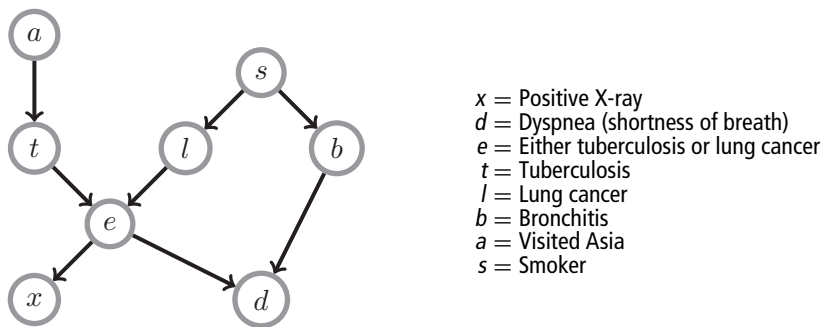 a
s
t
l
b
e
x
d
x = Positive X-ray
d = Dyspnea (shortness of breath)
e = Either tuberculosis or lung cancer
t = Tuberculosis
l = Lung cancer
b = Bronchitis
a = Visited Asia
s = Smoker